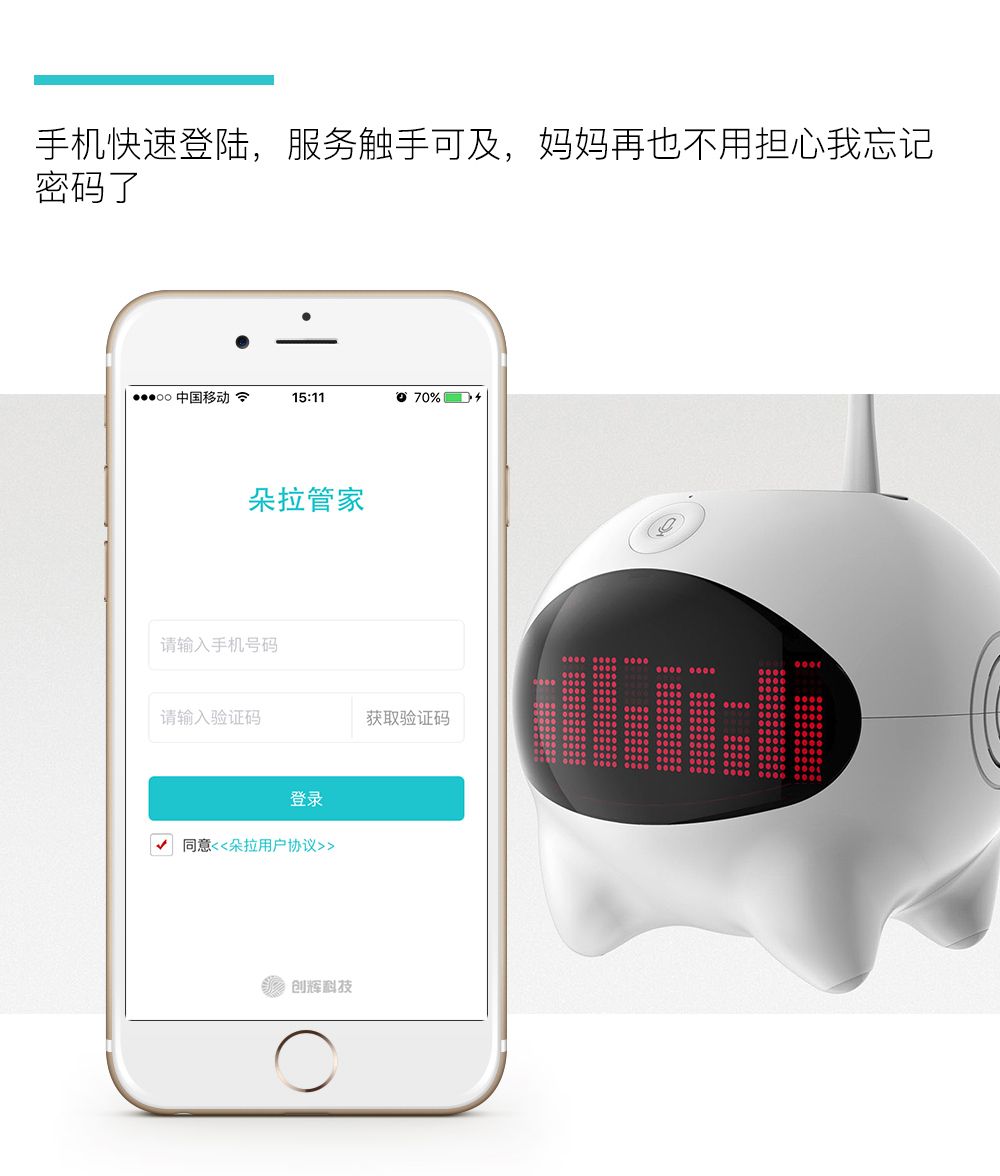 手机快速登陆，服务触手可及，妈妈再也不用担心我忘记
密码了
中国移动 15:11 70%
朵拉管家
请输入手机号码
请输入验证码 获取验证码
登录
同意<<朵拉用户协议>>
创辉科技